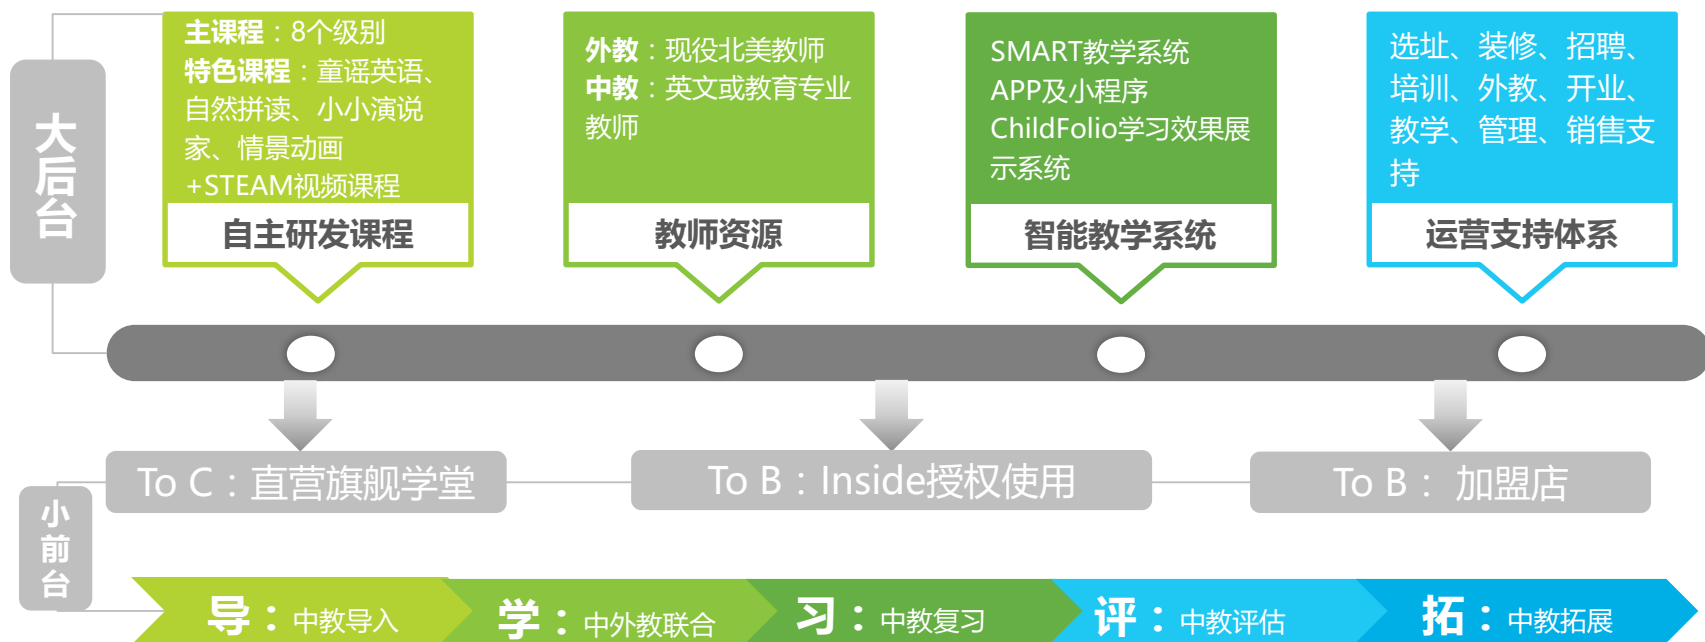 大后台
主课程：8个级别
特色课程：童谣英语、
自然拼读、小小演说
家、情景动画
+STEAM视频课程
自主研发课程
外教：现役北美教师
中教：英文或教育专业
教师
教师资源
SMART教学系统
APP及小程序
ChildFolio学习效果展
示系统
智能教学系统
选址、装修、招聘、
培训、外教、开业、
教学、管理、销售支
持
运营支持体系
小前台
To C：直营旗舰学堂
To B：Inside授权使用
To B： 加盟店
导：中教导入
学：中外教联合
习：中教复习
评：中教评估
拓：中教拓展